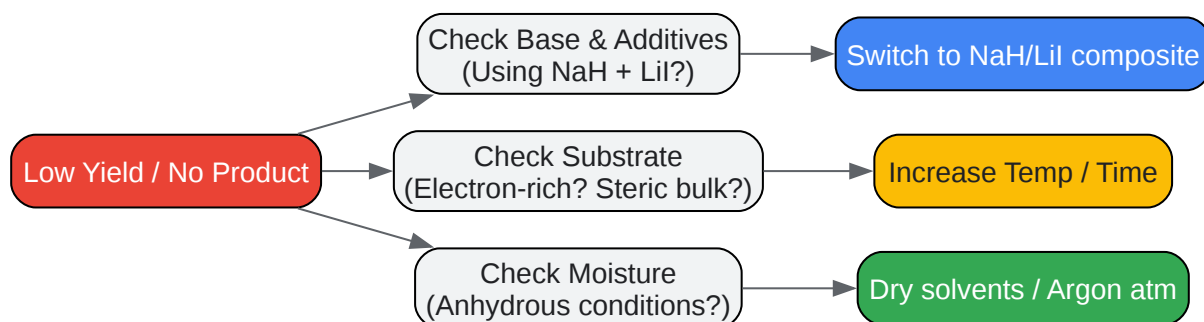 Low Yield / No Product
Check Base & Additives
(Using NaH + LiI?)
Switch to NaH/LiI composite
Check Substrate
(Electron-rich? Steric bulk?)
Increase Temp / Time
Check Moisture
(Anhydrous conditions?)
Dry solvents / Argon atm